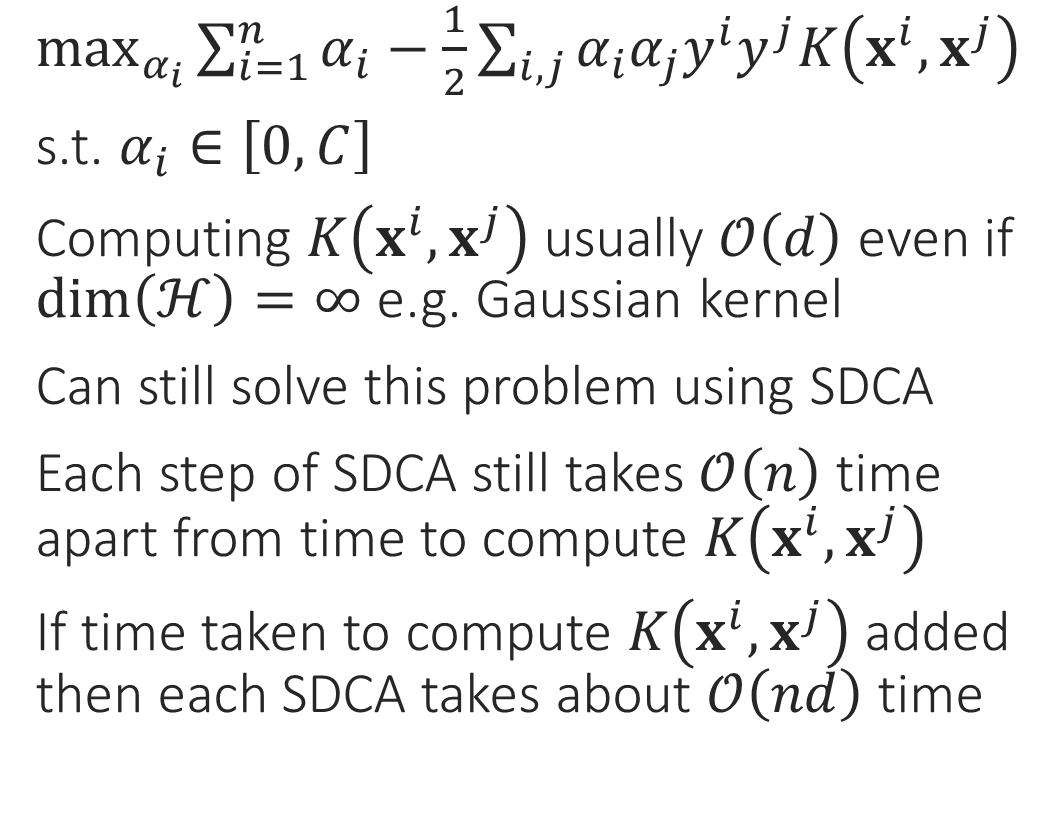 max_{α_i} ∑_{i=1}^{n} α_i − \frac{1}{2} ∑_{i,j} α_i α_j y^i y^j K(𝐱^i, 𝐱^j)
s.t. α_i ∈ [0, C]
Computing K(𝐱^i, 𝐱^j) usually 𝒪(d) even if
dim(ℋ) = ∞ e.g. Gaussian kernel
Can still solve this problem using SDCA
Each step of SDCA still takes 𝒪(n) time
apart from time to compute K(𝐱^i, 𝐱^j)
If time taken to compute K(𝐱^i, 𝐱^j) added
then each SDCA takes about 𝒪(nd) time